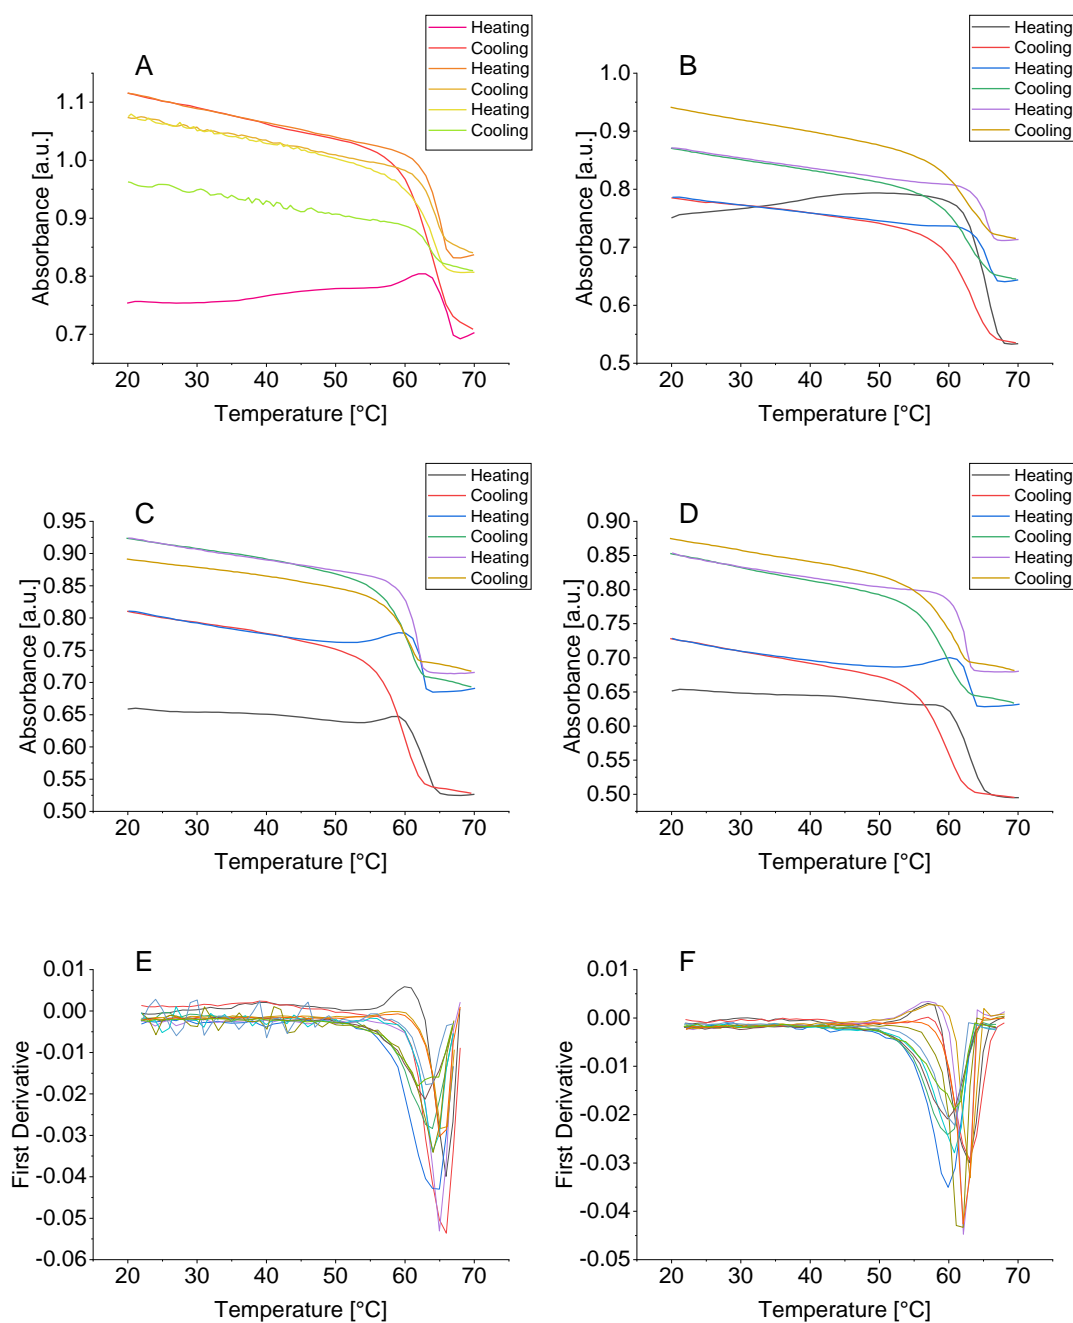 A
Heating
Cooling
Heating
Cooling
Heating
Cooling
1.1
1.0
0.9
0.8
0.7
Absorbance [a.u.]
20 30 40 50 60 70
Temperature [°C]
B
Heating
Cooling
Heating
Cooling
Heating
Cooling
1.0
0.9
0.8
0.7
0.6
0.5
Absorbance [a.u.]
20 30 40 50 60 70
Temperature [°C]
C
Heating
Cooling
Heating
Cooling
Heating
Cooling
0.95
0.90
0.85
0.80
0.75
0.70
0.65
0.60
0.55
0.50
Absorbance [a.u.]
20 30 40 50 60 70
Temperature [°C]
D
Heating
Cooling
Heating
Cooling
Heating
Cooling
0.90
0.85
0.80
0.75
0.70
0.65
0.60
0.55
0.50
Absorbance [a.u.]
20 30 40 50 60 70
Temperature [°C]
E
0.01
0.00
-0.01
-0.02
-0.03
-0.04
-0.05
-0.06
First Derivative
20 30 40 50 60 70
Temperature [°C]
F
0.01
0.00
-0.01
-0.02
-0.03
-0.04
-0.05
First Derivative
20 30 40 50 60 70
Temperature [°C]